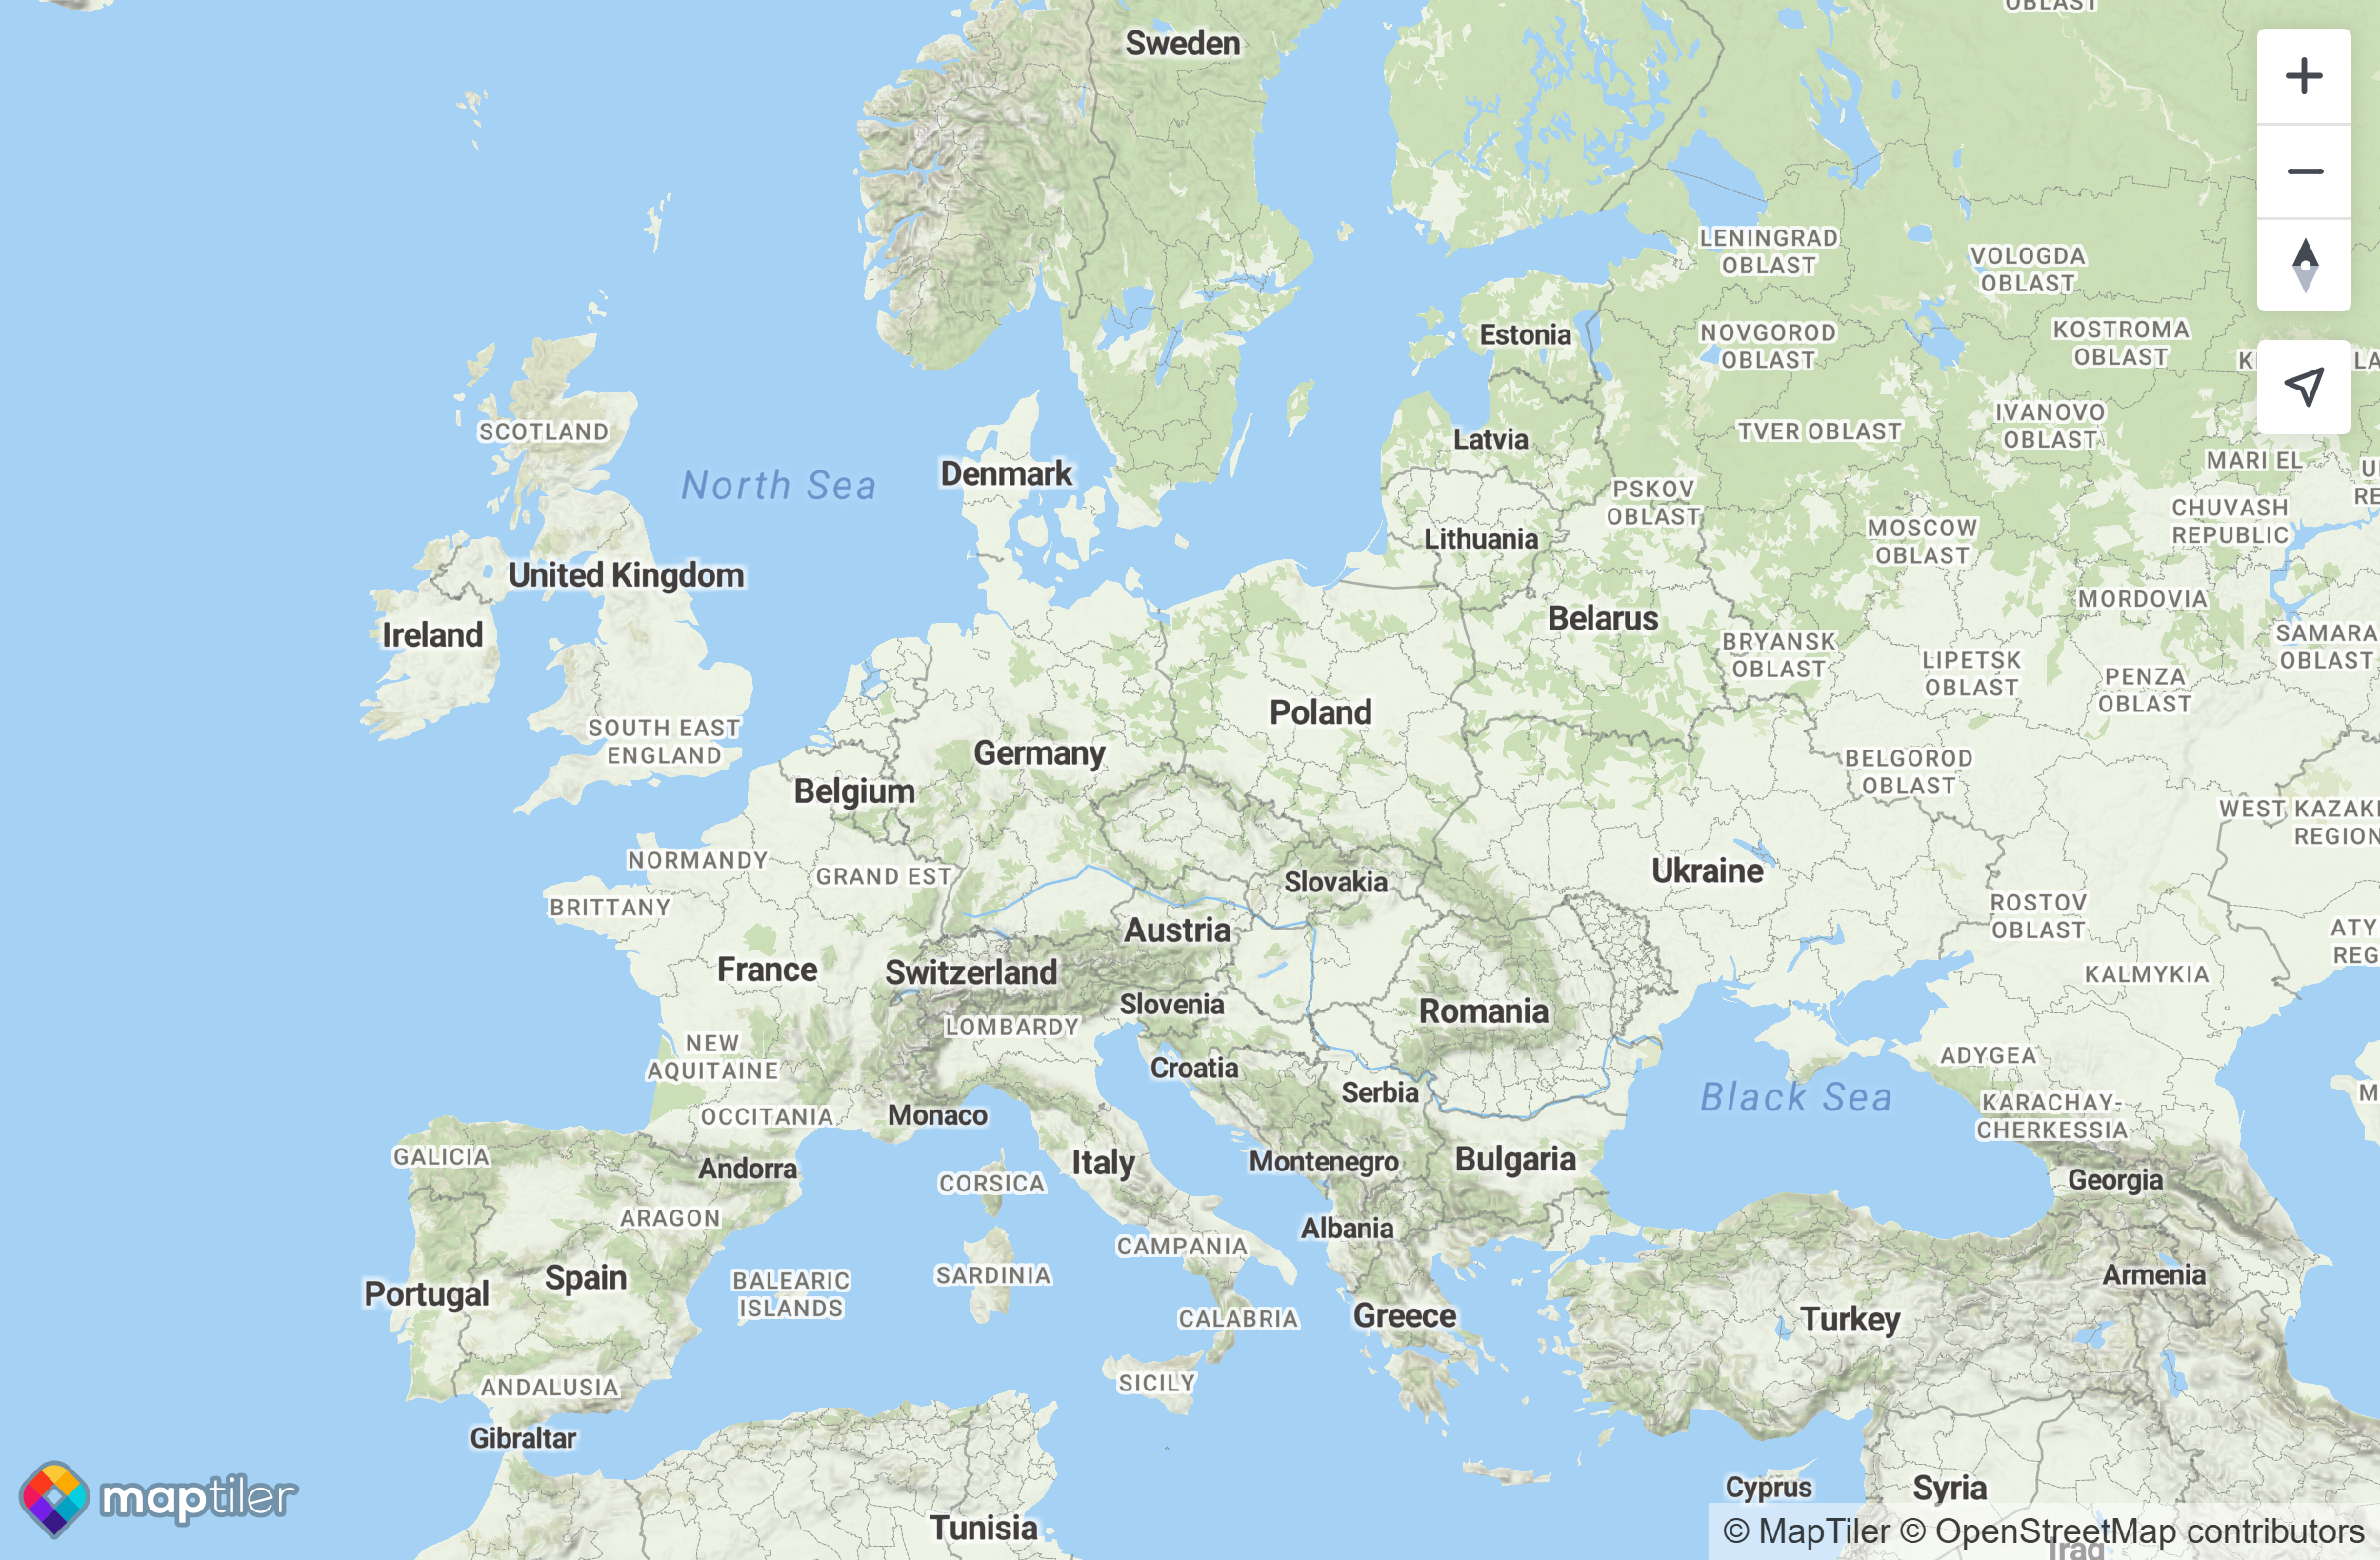 OBLAST
Sweden
LENINGRAD
OBLAST
VOLOGDA
OBLAST
Estonia
NOVGOROD
OBLAST
KOSTROMA
OBLAST
SCOTLAND
Latvia
TVER OBLAST
IVANOVO
OBLAST
MARI EL
North Sea
Denmark
PSKOV
OBLAST
CHUVASH
REPUBLIC
Lithuania
MOSCOW
OBLAST
United Kingdom
MORDOVIA
Ireland
Belarus
BRYANSK
OBLAST
SAMARA
OBLAST
LIPETSK
OBLAST
PENZA
OBLAST
Poland
SOUTH EAST
ENGLAND
Germany
BELGOROD
OBLAST
Belgium
WEST KAZAK
REGION
NORMANDY
GRAND EST
Ukraine
Slovakia
BRITTANY
ROSTOV
OBLAST
Austria
ATY
REG
France
Switzerland
KALMYKIA
Slovenia
Romania
LOMBARDY
NEW
AQUITAINE
Croatia
ADYGEA
Serbia
Black Sea
OCCITANIA
Monaco
KARACHAY-
CHERKESSIA
GALICIA
Andorra
Italy
Montenegro
Bulgaria
CORSICA
Georgia
ARAGON
Albania
CAMPANIA
Spain
Portugal
BALEARIC
ISLANDS
SARDINIA
Armenia
CALABRIA
Greece
Turkey
ANDALUSIA
SICILY
Gibraltar
Cyprus
Syria
maptiler
Tunisia
© MapTiler © OpenStreetMap contributors
Iraq